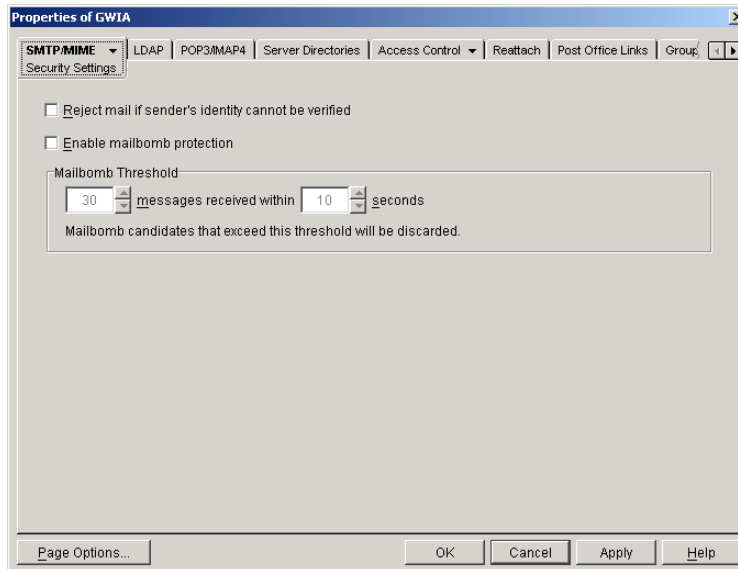 Properties of GWIA
SMTP/MIME LDAP POP3/IMAP4 Server Directories Access Control Reattach Post Office Links Group
Security Settings
Reject mail if sender's identity cannot be verified
Enable mailbomb protection
Mailbomb Threshold
30 messages received within 10 seconds
Mailbomb candidates that exceed this threshold will be discarded.
Page Options... OK Cancel Apply Help